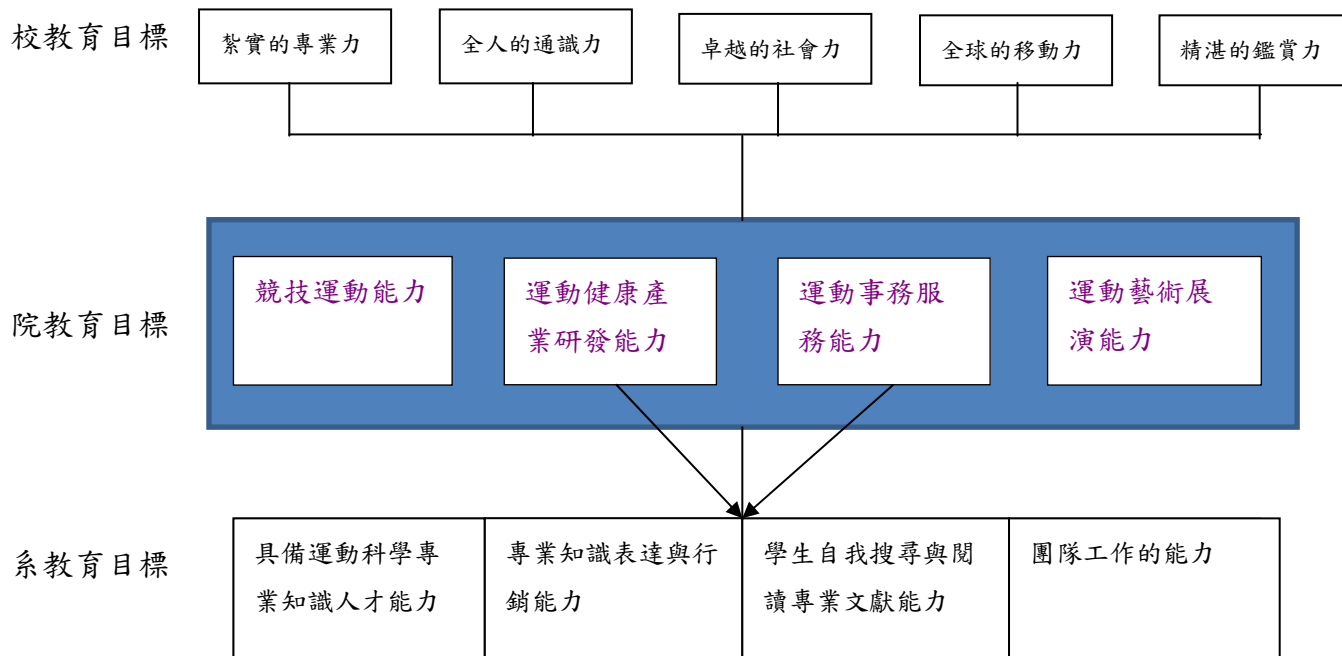 校教育目標
紮實的專業力
全人的通識力
卓越的社會力
全球的移動力
精湛的鑑賞力
院教育目標
競技運動能力
運動健康產
業研發能力
運動事務服
務能力
運動藝術展
演能力
系教育目標
具備運動科學專
業知識人才能力
專業知識表達與行
銷能力
學生自我搜尋與閱
讀專業文獻能力
團隊工作的能力